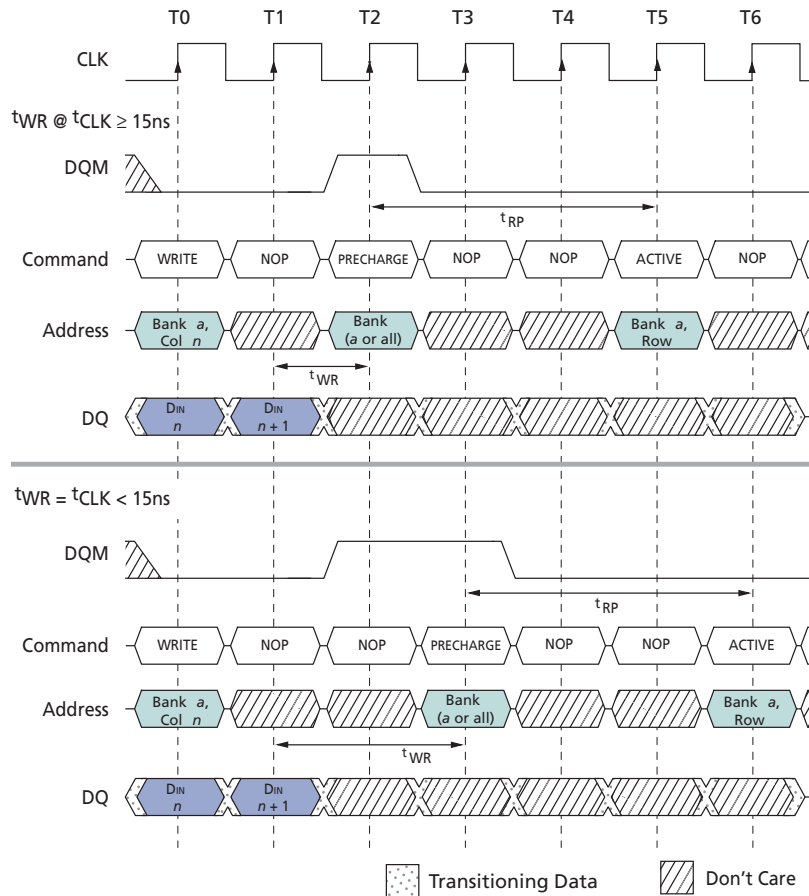 T0 T1 T2 T3 T4 T5 T6
CLK
tWR @ tCLK ≥ 15ns
DQM
tRP
Command WRITE NOP PRECHARGE NOP NOP ACTIVE NOP
Address Bank a, Col n Bank (a or all) Bank a, Row
tWR
DQ DIN n DIN n + 1
tWR = tCLK < 15ns
DQM
tRP
Command WRITE NOP NOP PRECHARGE NOP NOP ACTIVE
Address Bank a, Col n Bank (a or all) Bank a, Row
tWR
DQ DIN n DIN n + 1
Transitioning Data Don't Care